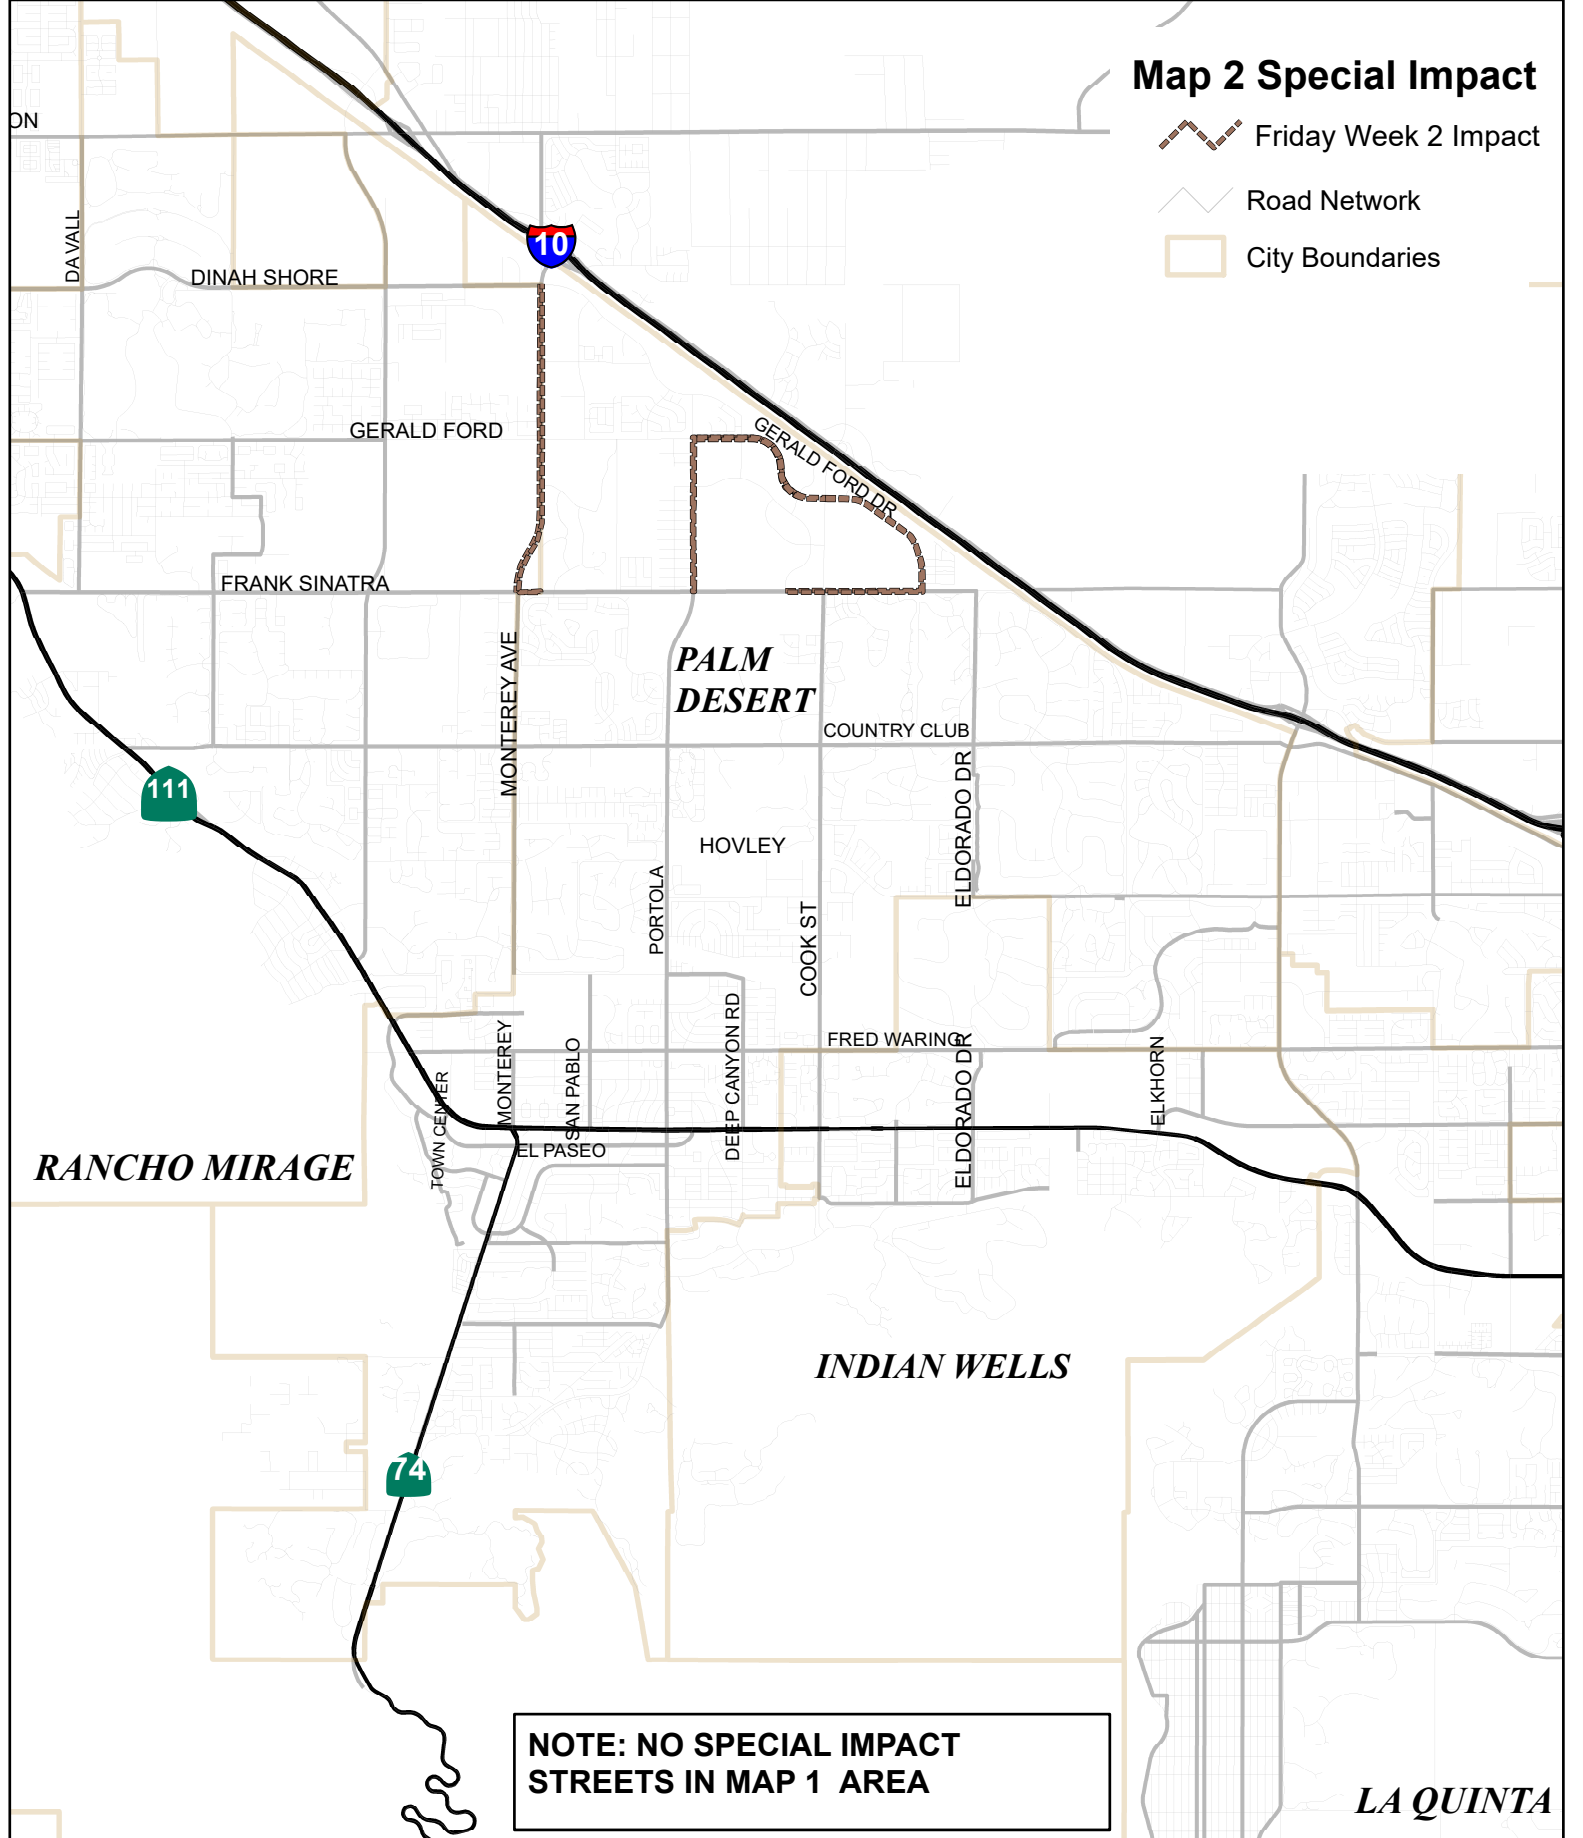 Map 2 Special Impact
Friday Week 2 Impact
Road Network
City Boundaries
ON
DA VALL
DINAH SHORE
10
GERALD FORD
GERALD FORD DR
FRANK SINATRA
MONTEREY AVE
PALM
DESERT
COUNTRY CLUB
111
ELDORADO DR
HOVLEY
PORTOLA
COOK ST
DEEP CANYON RD
MONTEREY
SAN PABLO
FRED WARING
ELDORADO DR
ELKHORN
TOWN CENTER
EL PASEO
RANCHO MIRAGE
INDIAN WELLS
74
NOTE: NO SPECIAL IMPACT
STREETS IN MAP 1 AREA
LA QUINTA